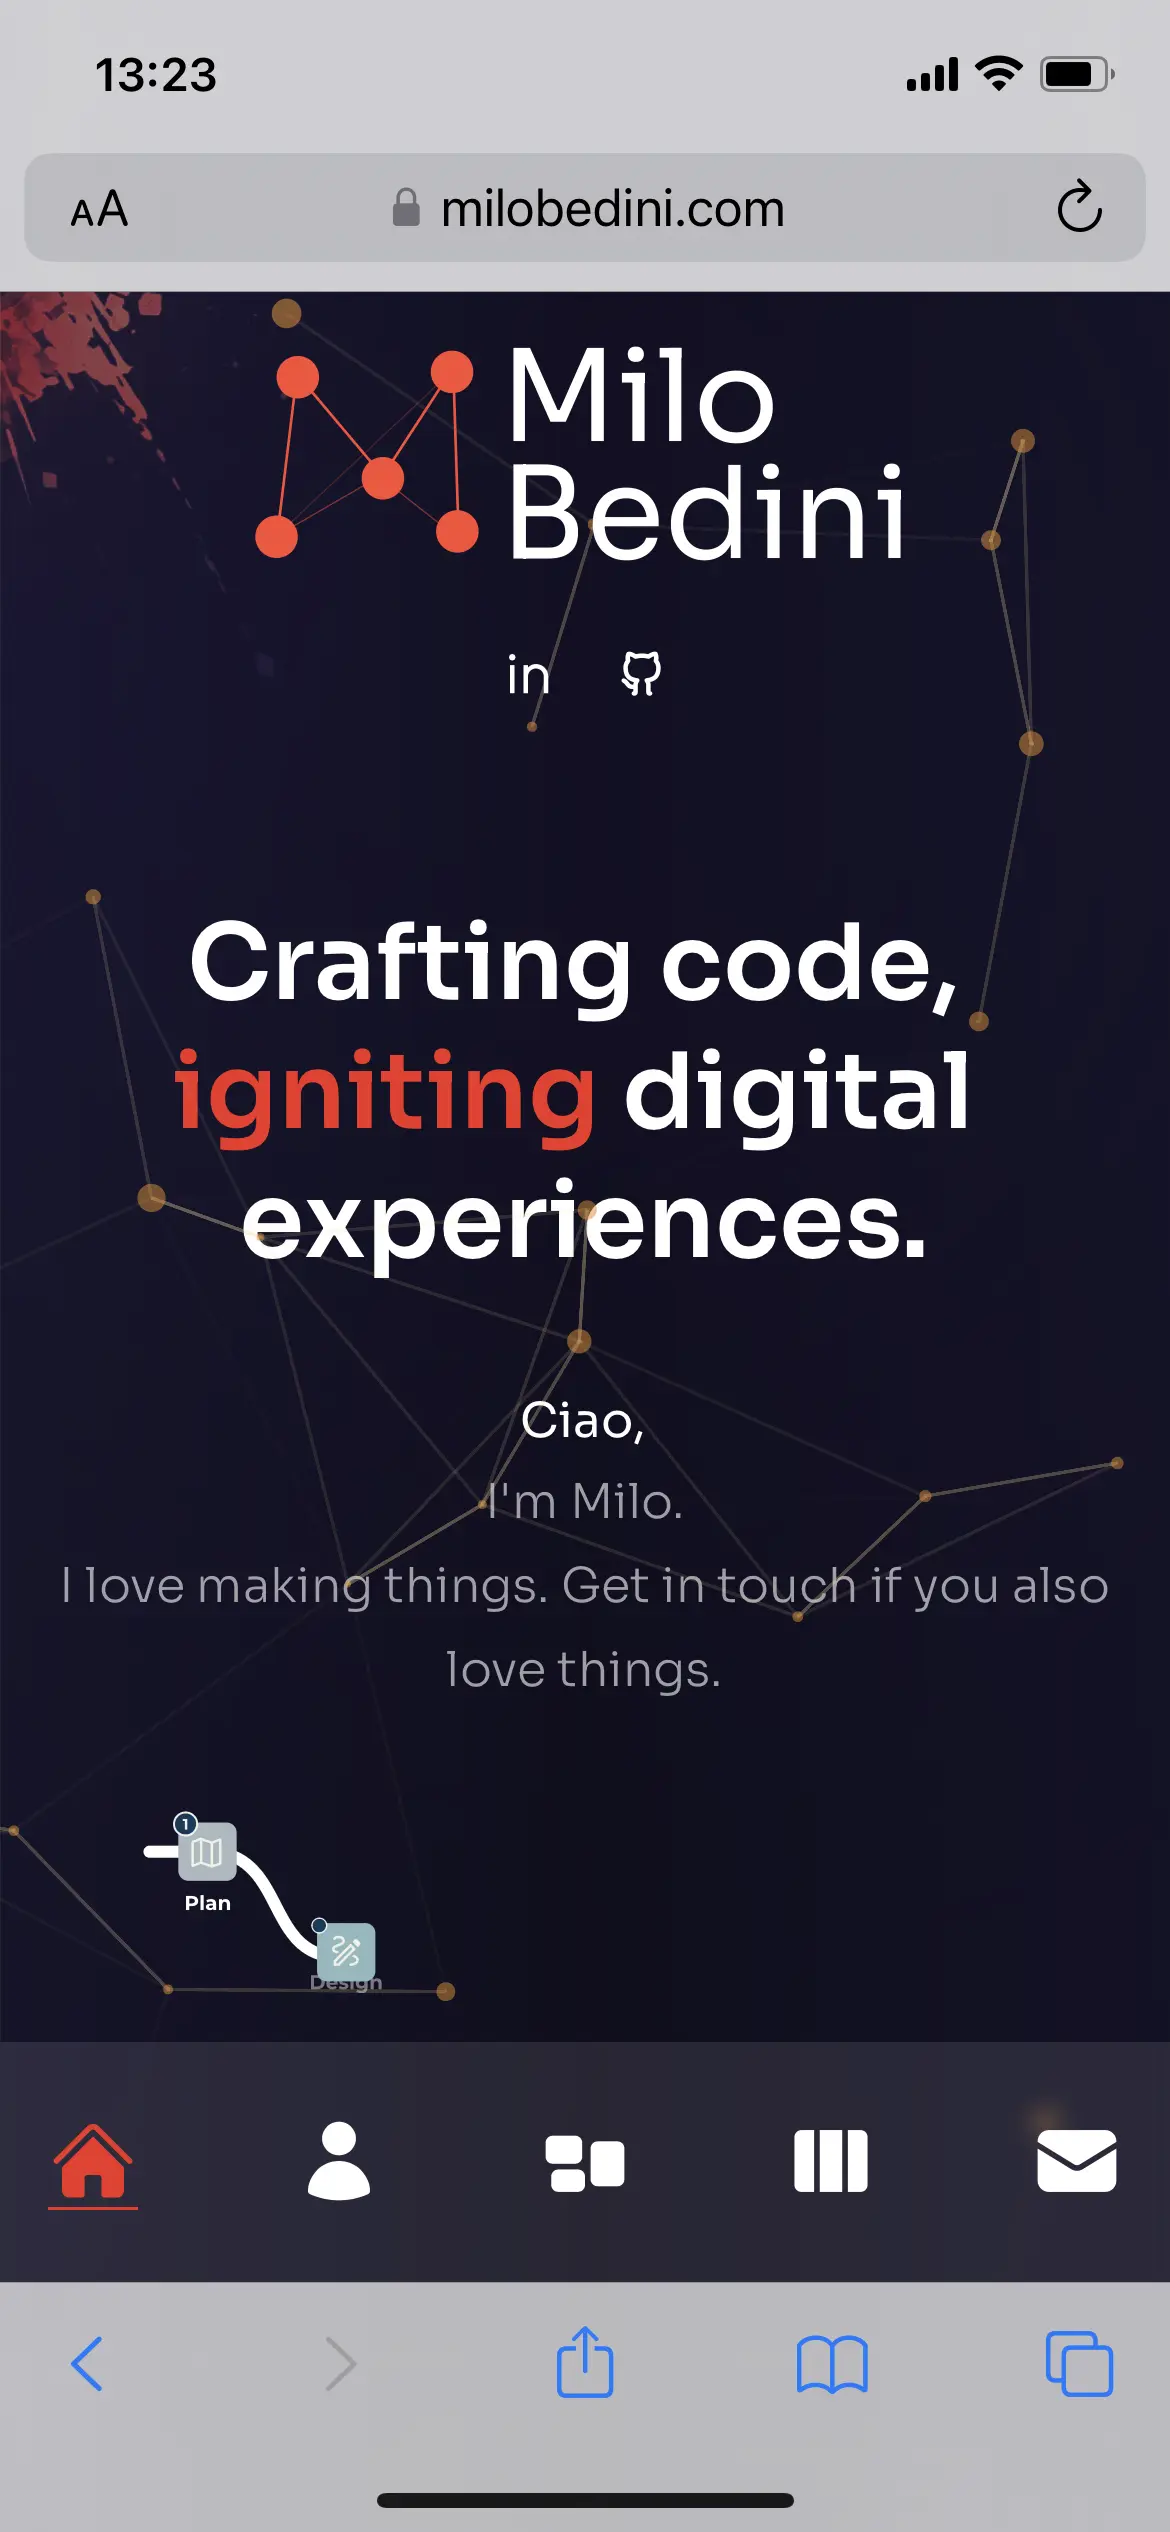 13:23
AA
milobedini.com
Milo
Bedini
in
Crafting code,
igniting digital
experiences.
Ciao,
I'm Milo.
I love making things. Get in touch if you also
love things.
1
Plan
Design